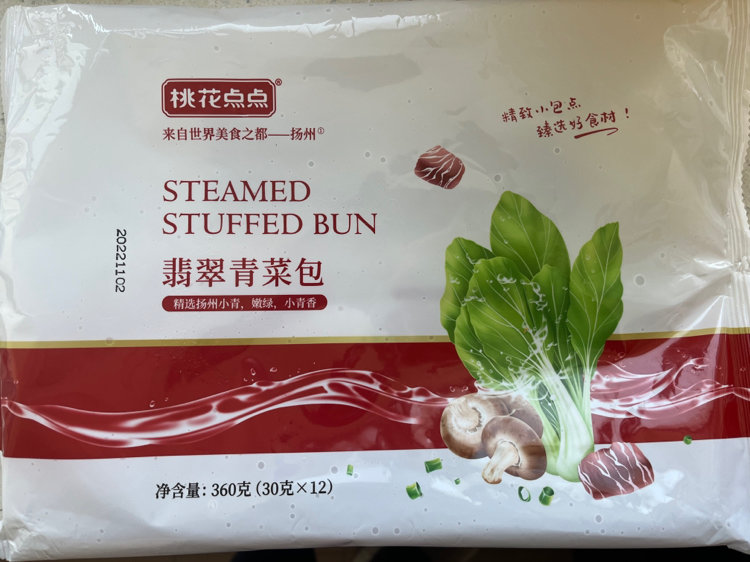 桃花点点®
来自世界美食之都——扬州①
精致小包点
臻选好食材！
STEAMED
STUFFED BUN
翡翠青菜包
精选扬州小青，嫩绿，小青香
20221102
净含量：360克（30克×12）